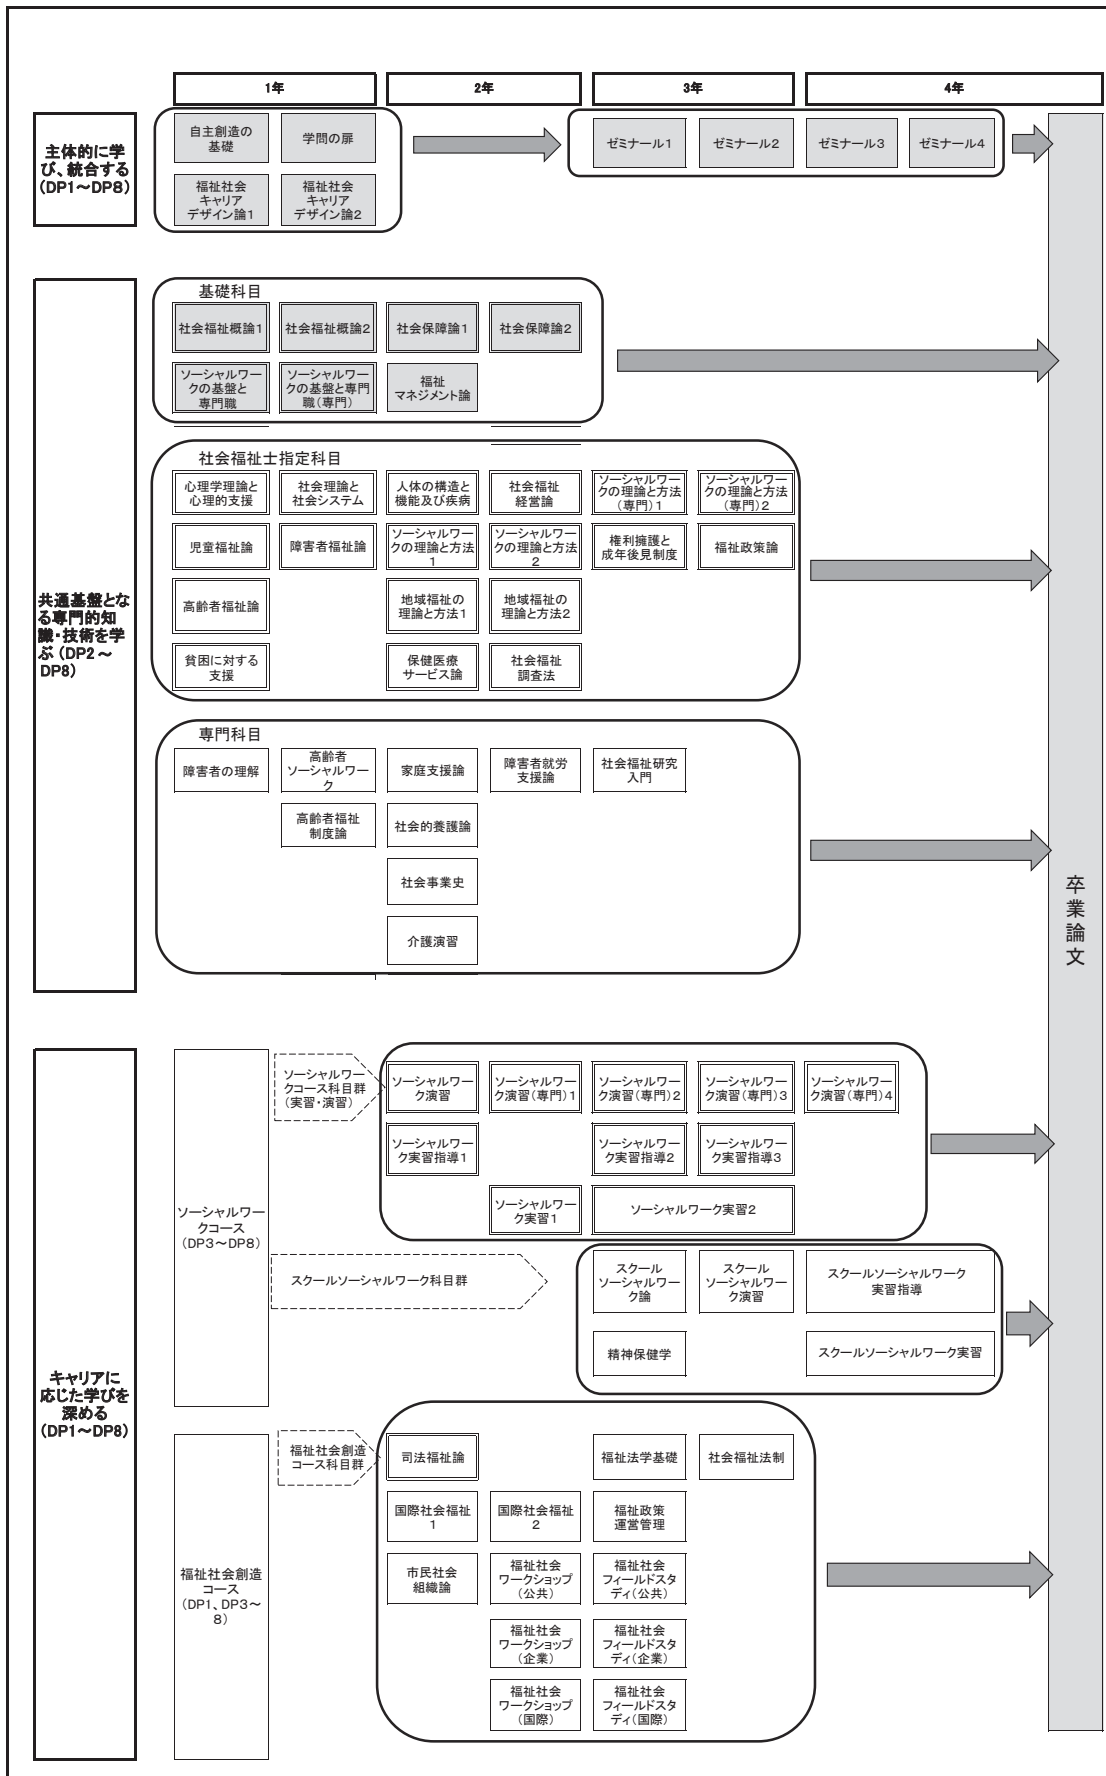 1年
2年
3年
4年
主体的に学
び、統合する
(DP1～DP8)
自主創造の
基礎
学問の扉
ゼミナール1
ゼミナール2
ゼミナール3
ゼミナール4
福祉社会
キャリア
デザイン論1
福祉社会
キャリア
デザイン論2
共通基盤とな
る専門的知
識・技術を学
ぶ（DP2～
DP8)
基礎科目
社会福祉概論1
社会福祉概論2
社会保障論1
社会保障論2
ソーシャルワー
クの基盤と
専門職
ソーシャルワー
クの基盤と専門
職（専門）
福祉
マネジメント論
社会福祉士指定科目
心理学理論と
心理的支援
社会理論と
社会システム
人体の構造と
機能及び疾病
社会福祉
経営論
ソーシャルワー
クの理論と方法
（専門）1
ソーシャルワー
クの理論と方法
（専門）2
児童福祉論
障害者福祉論
ソーシャルワー
クの理論と方法
1
ソーシャルワー
クの理論と方法
2
権利擁護と
成年後見制度
福祉政策論
高齢者福祉論
地域福祉の
理論と方法1
地域福祉の
理論と方法2
貧困に対する
支援
保健医療
サービス論
社会福祉
調査法
専門科目
障害者の理解
高齢者
ソーシャルワー
ク
家庭支援論
障害者就労
支援論
社会福祉研究
入門
高齢者福祉
制度論
社会的養護論
社会事業史
介護演習
卒業論文
キャリアに
応じた学びを
深める
（DP1～DP8）
ソーシャルワー
クコース
（DP3～DP8）
ソーシャルワー
クコース科目群
（実習・演習）
ソーシャルワー
ク演習
ソーシャルワー
ク演習（専門）1
ソーシャルワー
ク演習（専門）2
ソーシャルワー
ク演習（専門）3
ソーシャルワー
ク演習（専門）4
ソーシャルワー
ク実習指導1
ソーシャルワー
ク実習指導2
ソーシャルワー
ク実習指導3
ソーシャルワー
ク実習1
ソーシャルワーク実習2
スクールソーシャルワーク科目群
スクール
ソーシャルワー
ク論
スクール
ソーシャルワー
ク演習
スクールソーシャルワーク
実習指導
精神保健学
スクールソーシャルワーク実習
福祉社会創造
コース
（DP1、DP3～
8）
福祉社会創造
コース科目群
司法福祉論
福祉法学基礎
社会福祉法制
国際社会福祉
1
国際社会福祉
2
福祉政策
運営管理
市民社会
組織論
福祉社会
ワークショップ
（公共）
福祉社会
フィールドスタ
ディ（公共）
福祉社会
ワークショップ
（企業）
福祉社会
フィールドスタ
ディ（企業）
福祉社会
ワークショップ
（国際）
福祉社会
フィールドスタ
ディ（国際）